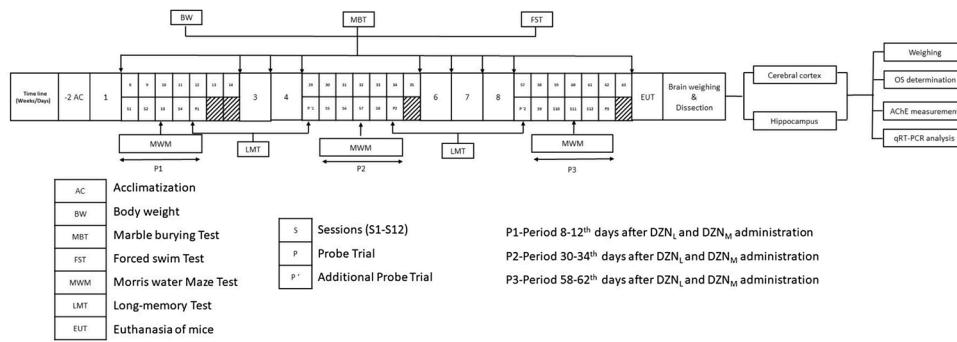 BW
MBT
FST
Time line
(Weeks/Days)
-2 AC
1
8 9 10 11 12 13 14
S1 S2 S3 S4 P1
3
4
29 30 31 32 33 34 35
P'2 S5 S6 S7 S8 P2
6
7
8
57 58 59 60 61 62 63
P'2 S9 S10 S11 S12 P3
EUT
Brain weighing
&
Dissection
Cerebral cortex
Hippocampus
Weighing
OS determination
AChE measurement
qRT-PCR analysis
MWM
LMT
MWM
LMT
MWM
P1
P2
P3
AC Acclimatization
BW Body weight
MBT Marble burying Test
FST Forced swim Test
MWM Morris water Maze Test
LMT Long-memory Test
EUT Euthanasia of mice
S Sessions (S1-S12)
P Probe Trial
P ' Additional Probe Trial
P1-Period 8-12th days after DZNL and DZNM administration
P2-Period 30-34th days after DZNL and DZNM administration
P3-Period 58-62th days after DZNL and DZNM administration